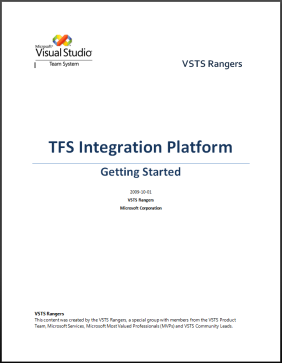 Microsoft
Visual Studio
Team System
VSTS Rangers
TFS Integration Platform
Getting Started
2009-10-01
VSTS Rangers
Microsoft Corporation
VSTS Rangers
This content was created by the VSTS Rangers, a special group with members from the VSTS Product
Team, Microsoft Services, Microsoft Most Valued Professionals (MVPs) and VSTS Community Leads.